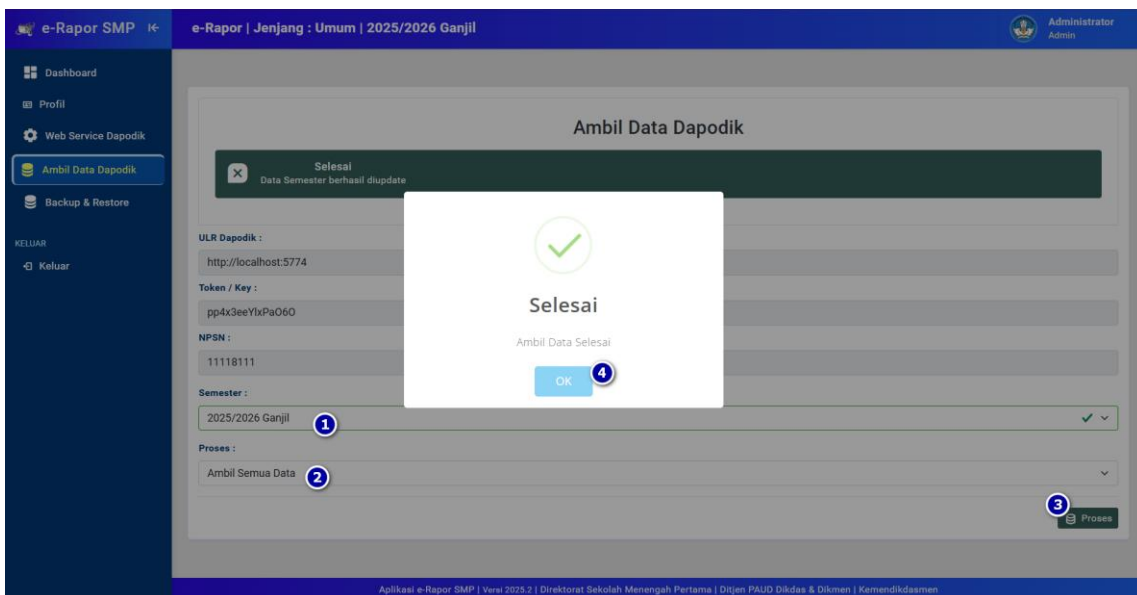 e-Rapor SMP
e-Rapor | Jenjang : Umum | 2025/2026 Ganjil
Administrator
Admin
Dashboard
Profil
Web Service Dapodik
Ambil Data Dapodik
Backup & Restore
KELUAR
Keluar
Ambil Data Dapodik
Selesai
Data Semester berhasil diupdate
ULR Dapodik :
http://localhost:5774
Token / Key :
pp4x3eeYlxPaO6O
NPSN :
11118111
Semester :
2025/2026 Ganjil
1
Proses :
Ambil Semua Data
2
3
Proses
Selesai
Ambil Data Selesai
OK
4
Aplikasi e-Rapor SMP | Versi 2025.2 | Direktorat Sekolah Menengah Pertama | Ditjen PAUD Dikdas & Dikmen | Kemendikdasmen